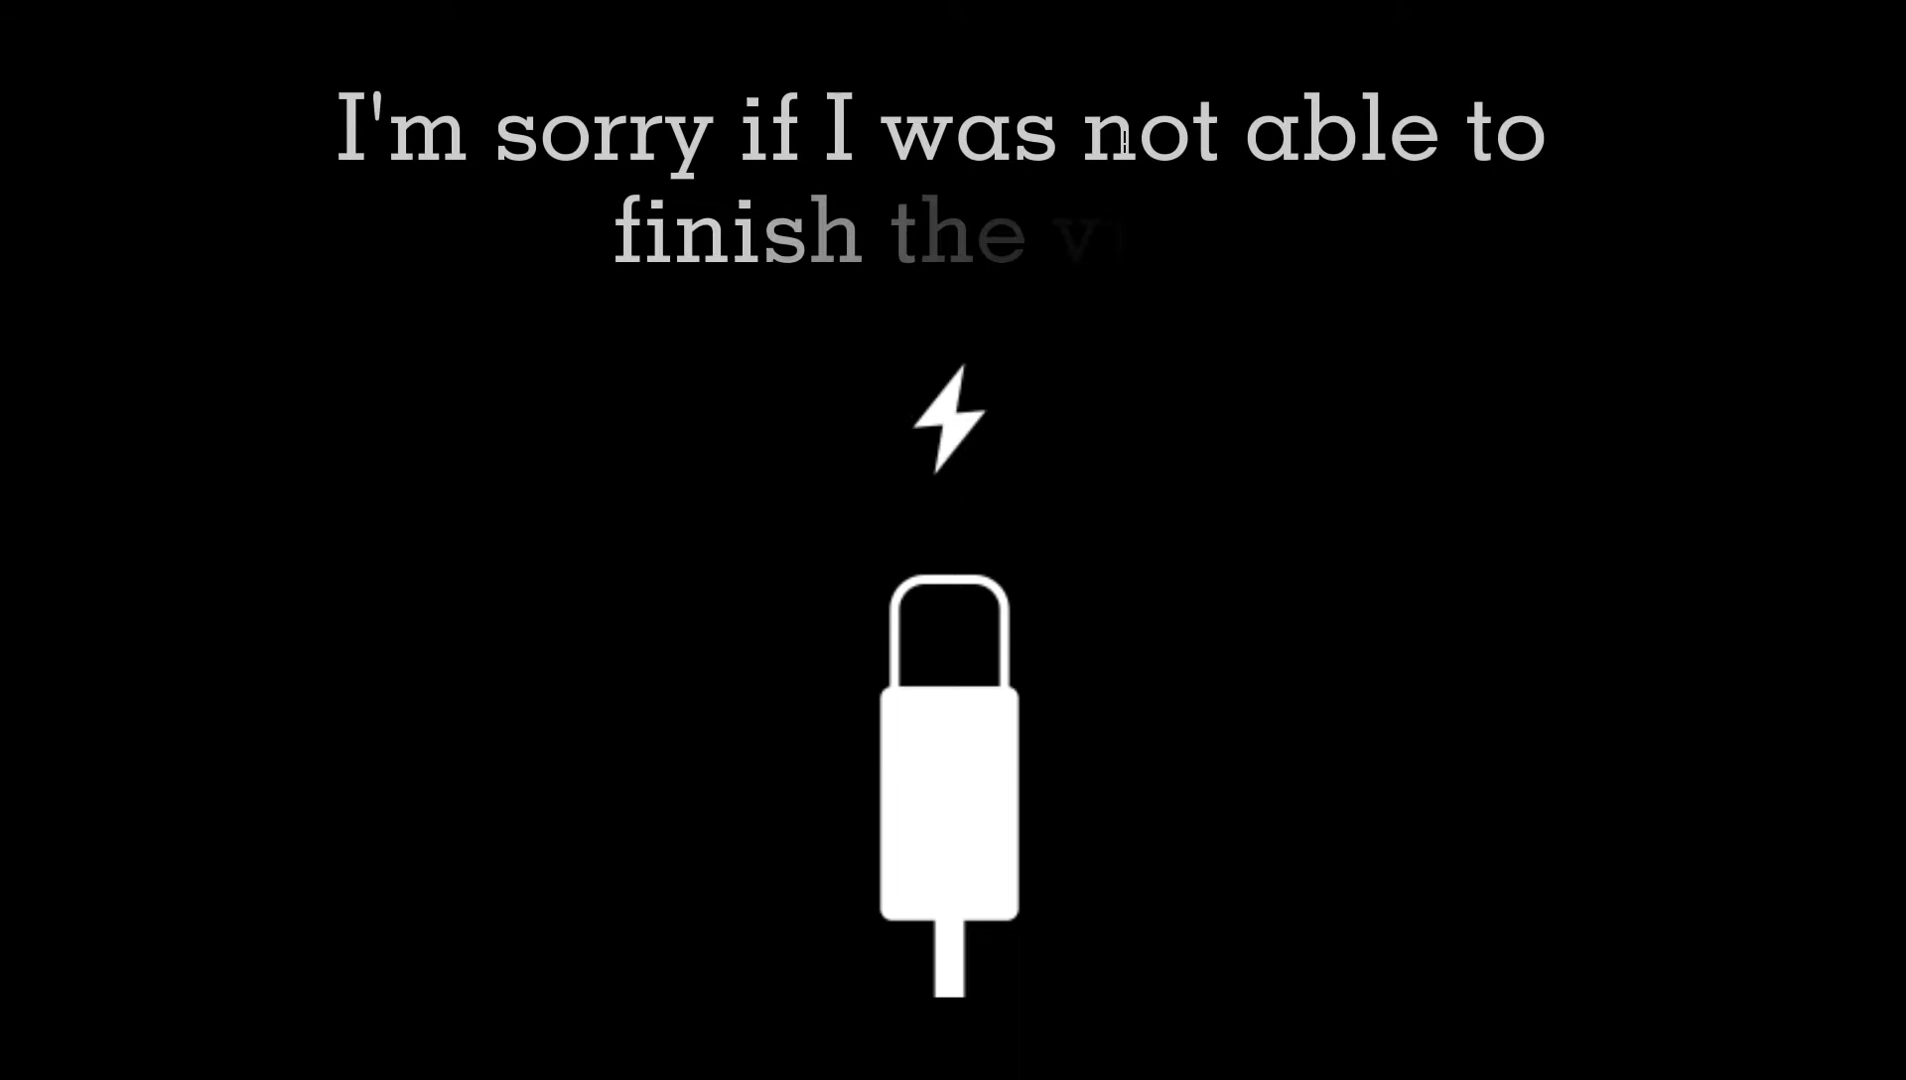 I'm sorry if I was not able to
finish the